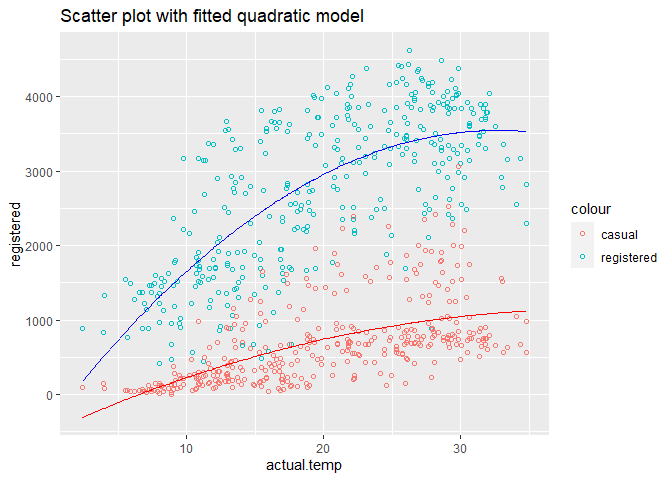 Scatter plot with fitted quadratic model
registered
4000
3000
2000
1000
0
10 20 30
actual.temp
colour
casual
registered